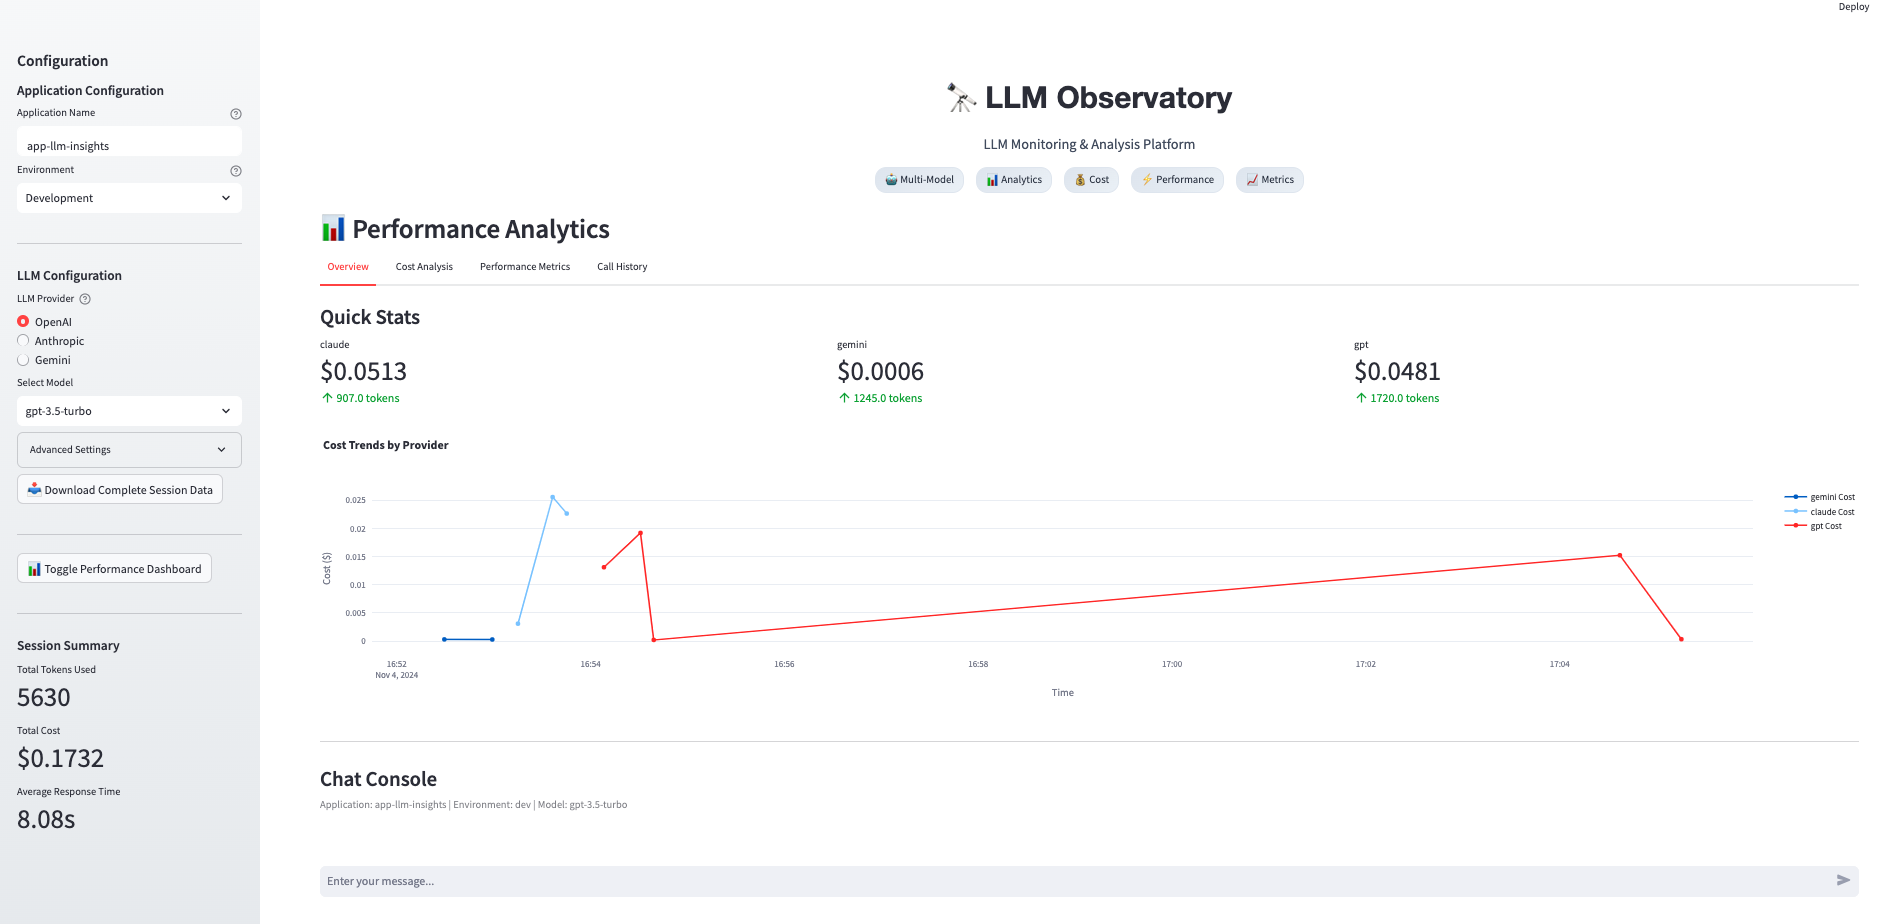 Deploy
Configuration
Application Configuration
Application Name
app-llm-insights
Environment
Development
LLM Configuration
LLM Provider
OpenAI
Anthropic
Gemini
Select Model
gpt-3.5-turbo
Advanced Settings
Download Complete Session Data
Toggle Performance Dashboard
Session Summary
Total Tokens Used
5630
Total Cost
$0.1732
Average Response Time
8.08s
LLM Observatory
LLM Monitoring & Analysis Platform
Multi-Model Analytics Cost Performance Metrics
Performance Analytics
Overview Cost Analysis Performance Metrics Call History
Quick Stats
claude gemini gpt
$0.0513 $0.0006 $0.0481
907.0 tokens 1245.0 tokens 1720.0 tokens
Cost Trends by Provider
Cost ($)
0.025
0.02
0.015
0.01
0.005
0
16:52 16:54 16:56 16:58 17:00 17:02 17:04
Nov 4, 2024
Time
gemini Cost
claude Cost
gpt Cost
Chat Console
Application: app-llm-insights | Environment: dev | Model: gpt-3.5-turbo
Enter your message...